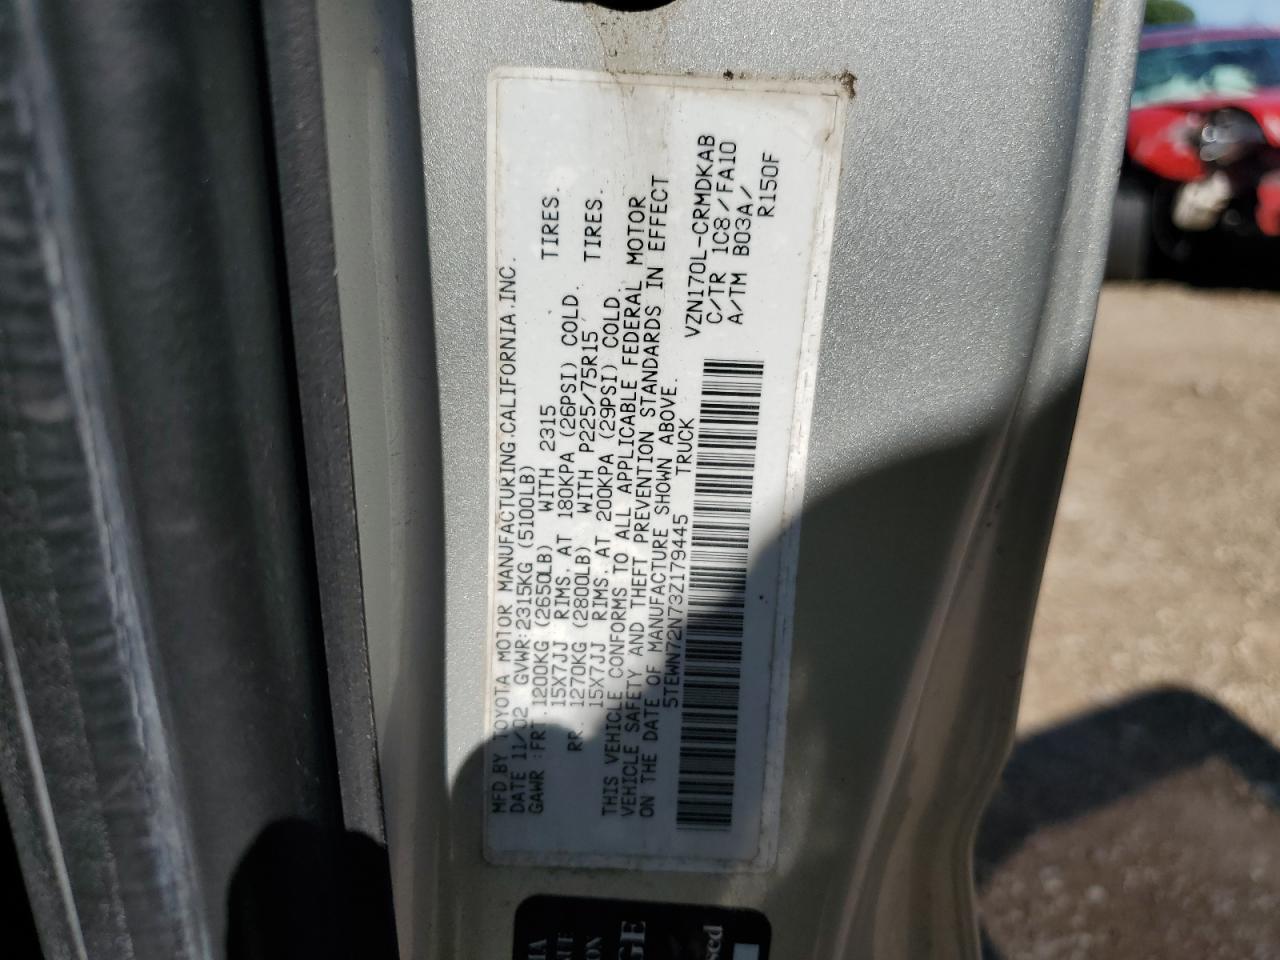 MFD BY TOYOTA MOTOR MANUFACTURING.CALIFORNIA.INC.
DATE 11/02 GVWR:2315KG (5100LB)
GAWR :FRT.1200KG (2650LB) WITH 2315 TIRES.
15X7JJ RIMS.AT 180KPA (26PSI) COLD.
RR. 1270KG (2800LB) WITH P225/75R15 TIRES.
15X7JJ RIMS.AT 200KPA (29PSI) COLD.
THIS VEHICLE CONFORMS TO ALL APPLICABLE FEDERAL MOTOR
VEHICLE SAFETY AND THEFT PREVENTION STANDARDS IN EFFECT
ON THE DATE OF MANUFACTURE SHOWN ABOVE.
5TEWN72N73Z179445 TRUCK
VZN170L-CRMDKAB
C/TR 1C8/FA10
A/TM B03A/
R150F